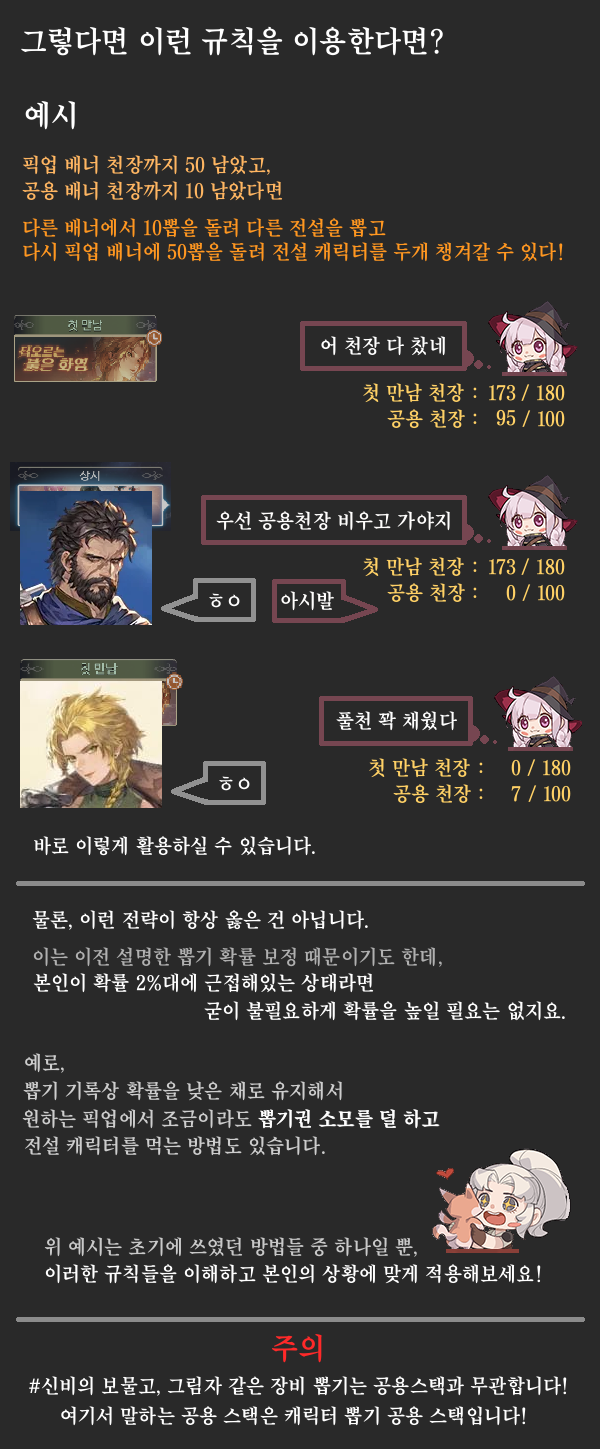 그렇다면 이런 규칙을 이용한다면?
예시
픽업 배너 천장까지 50 남았고,
공용 배너 천장까지 10 남았다면
다른 배너에서 10뽑을 돌려 다른 전설을 뽑고
다시 픽업 배너에 50뽑을 돌려 전설 캐릭터를 두개 챙겨갈 수 있다!
첫 만남
타오르는
붉은 화염
어 천장 다 찼네
첫 만남 천장 : 173 / 180
공용 천장 : 95 / 100
상시
우선 공용천장 비우고 가야지
첫 만남 천장 : 173 / 180
공용 천장 : 0 / 100
ㅎㅇ
아시발
첫 만남
풀천 꽉 채웠다
첫 만남 천장 : 0 / 180
공용 천장 : 7 / 100
ㅎㅇ
바로 이렇게 활용하실 수 있습니다.
물론, 이런 전략이 항상 옳은 건 아닙니다.
이는 이전 설명한 뽑기 확률 보정 때문이기도 한데,
본인이 확률 2%대에 근접해있는 상태라면
굳이 불필요하게 확률을 높일 필요는 없지요.
예로,
뽑기 기록상 확률을 낮은 채로 유지해서
원하는 픽업에서 조금이라도 뽑기권 소모를 덜 하고
전설 캐릭터를 먹는 방법도 있습니다.
위 예시는 초기에 쓰였던 방법들 중 하나일 뿐,
이러한 규칙들을 이해하고 본인의 상황에 맞게 적용해보세요!
주의
#신비의 보물고, 그림자 같은 장비 뽑기는 공용스택과 무관합니다!
여기서 말하는 공용 스택은 캐릭터 뽑기 공용 스택입니다!